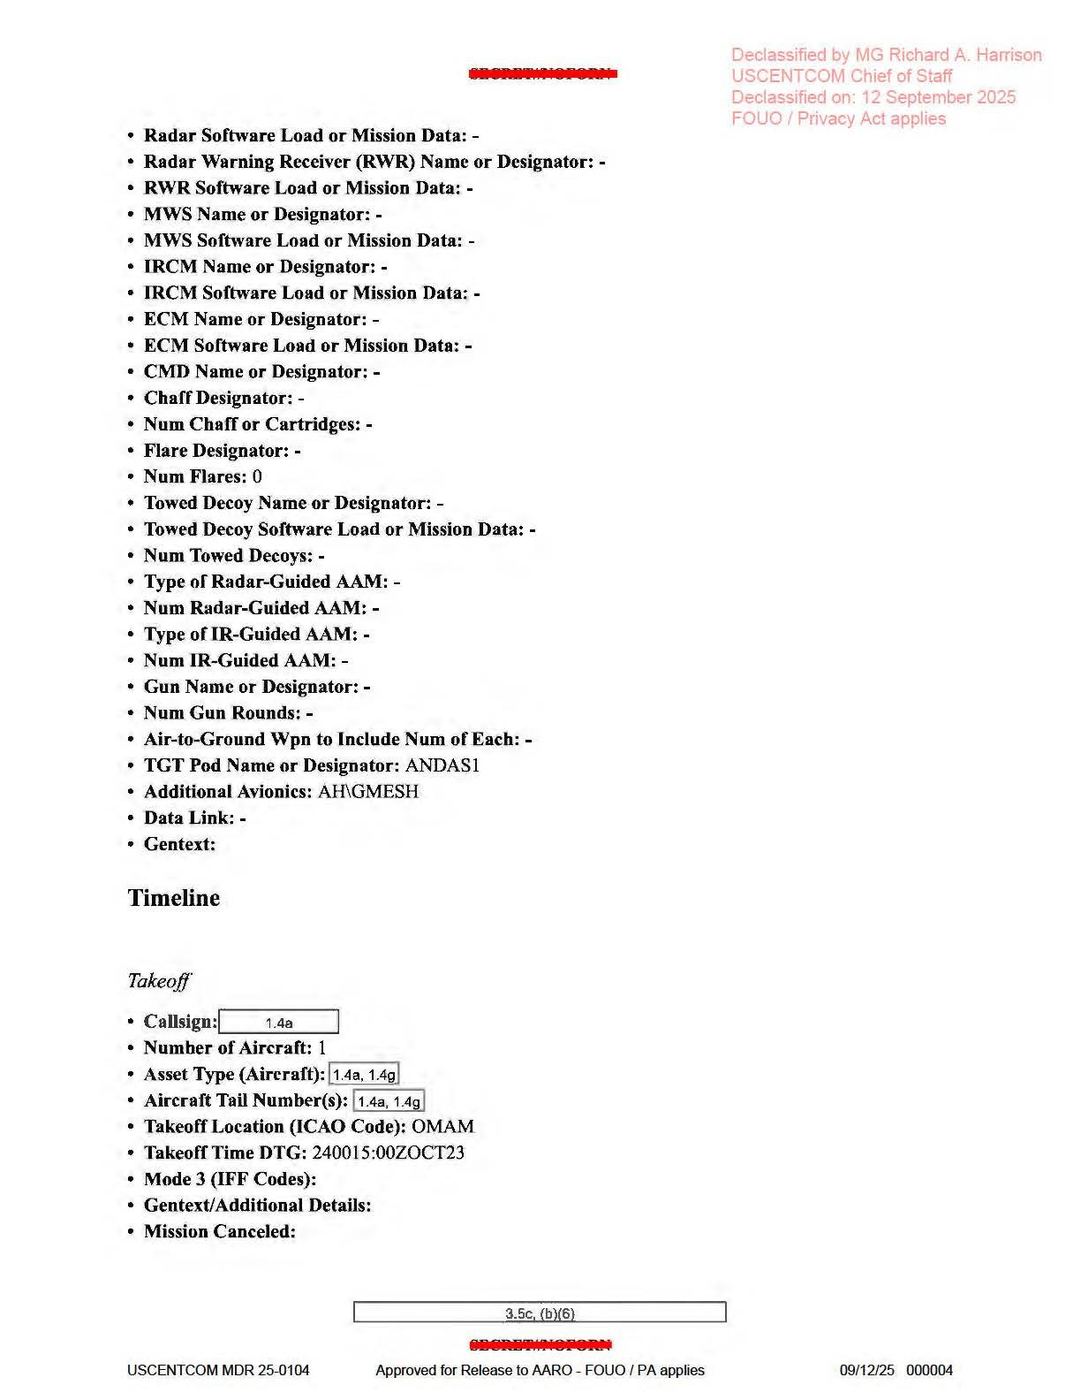 Declassified by MG Richard A. Harrison
USCENTCOM Chief of Staff
Declassified on: 12 September 2025
FOUO / Privacy Act applies
SECRET//NOFORN
• Radar Software Load or Mission Data: -
• Radar Warning Receiver (RWR) Name or Designator: -
• RWR Software Load or Mission Data: -
• MWS Name or Designator: -
• MWS Software Load or Mission Data: -
• IRCM Name or Designator: -
• IRCM Software Load or Mission Data: -
• ECM Name or Designator: -
• ECM Software Load or Mission Data: -
• CMD Name or Designator: -
• Chaff Designator: -
• Num Chaff or Cartridges: -
• Flare Designator: -
• Num Flares: 0
• Towed Decoy Name or Designator: -
• Towed Decoy Software Load or Mission Data: -
• Num Towed Decoys: -
• Type of Radar-Guided AAM: -
• Num Radar-Guided AAM: -
• Type of IR-Guided AAM: -
• Num IR-Guided AAM: -
• Gun Name or Designator: -
• Num Gun Rounds: -
• Air-to-Ground Wpn to Include Num of Each: -
• TGT Pod Name or Designator: ANDAS1
• Additional Avionics: AH\GMESH
• Data Link: -
• Gentext:
Timeline
Takeoff
• Callsign: 1.4a
• Number of Aircraft: 1
• Asset Type (Aircraft): 1.4a, 1.4g
• Aircraft Tail Number(s): 1.4a, 1.4g
• Takeoff Location (ICAO Code): OMAM
• Takeoff Time DTG: 240015:00ZOCT23
• Mode 3 (IFF Codes):
• Gentext/Additional Details:
• Mission Canceled:
3.5c, (b)(6)
SECRET//NOFORN
USCENTCOM MDR 25-0104 Approved for Release to AARO - FOUO / PA applies 09/12/25 000004